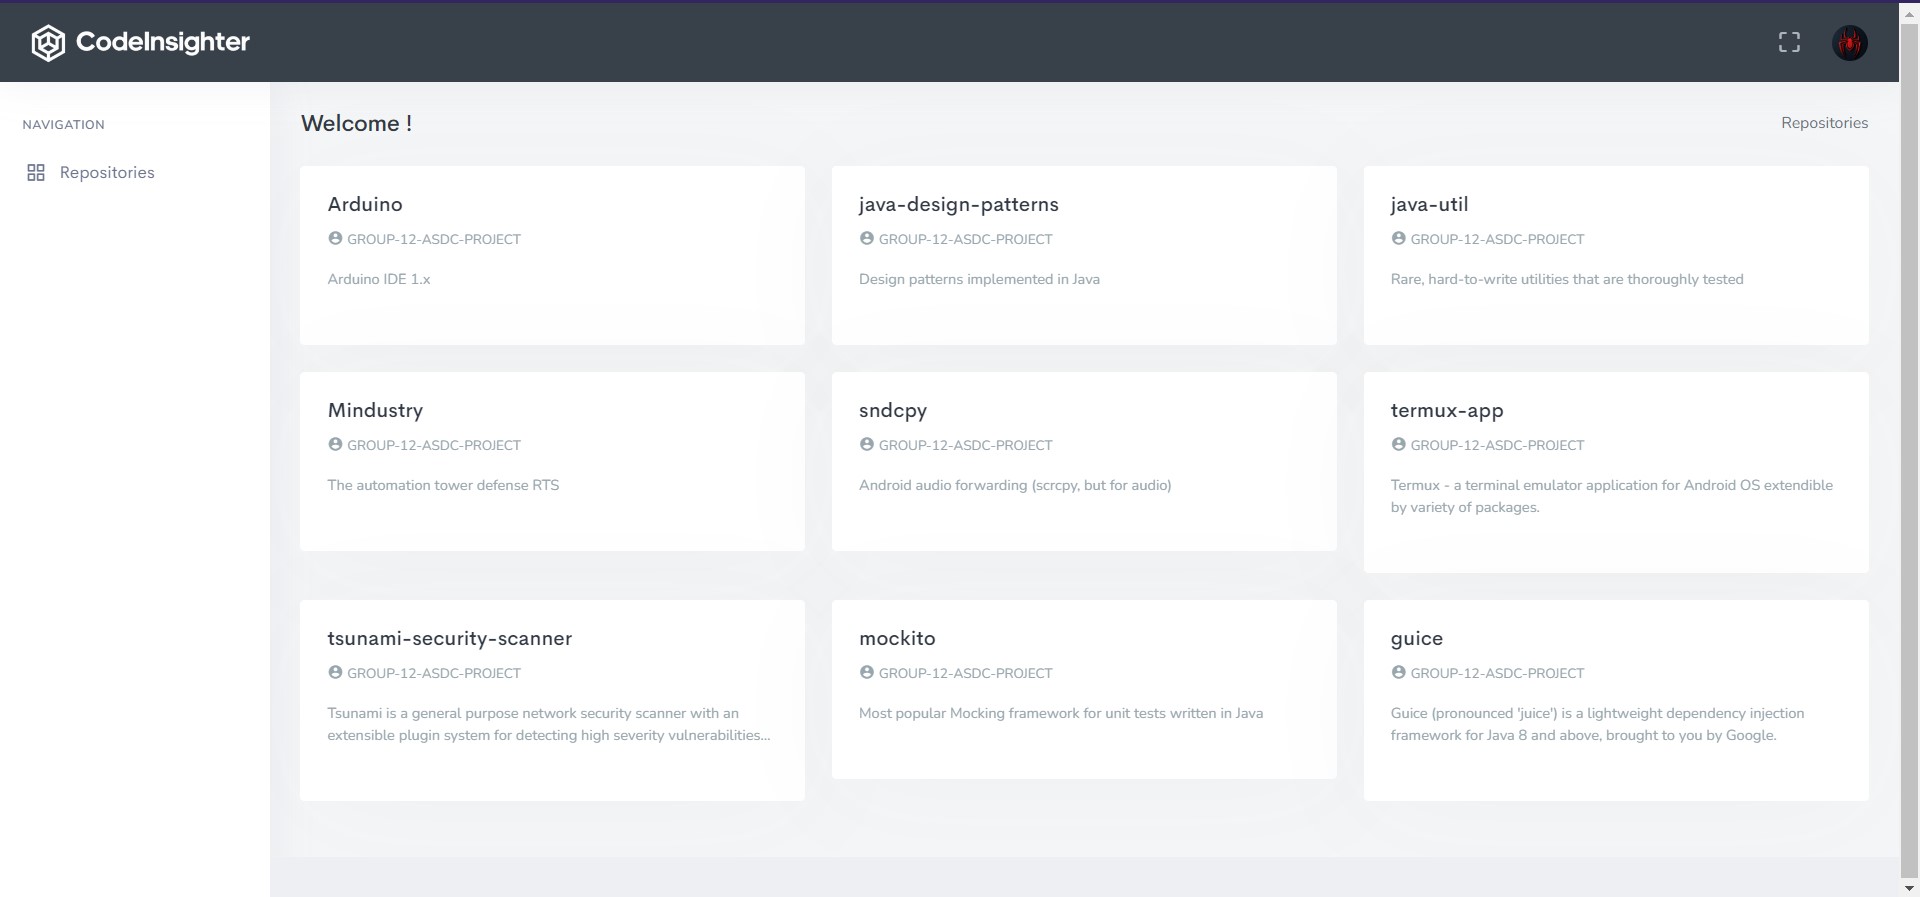 CodeInsighter
NAVIGATION
Repositories
Welcome !
Repositories
Arduino
GROUP-12-ASDC-PROJECT
Arduino IDE 1.x
java-design-patterns
GROUP-12-ASDC-PROJECT
Design patterns implemented in Java
java-util
GROUP-12-ASDC-PROJECT
Rare, hard-to-write utilities that are thoroughly tested
Mindustry
GROUP-12-ASDC-PROJECT
The automation tower defense RTS
sndcpy
GROUP-12-ASDC-PROJECT
Android audio forwarding (scrcpy, but for audio)
termux-app
GROUP-12-ASDC-PROJECT
Termux - a terminal emulator application for Android OS extendible
by variety of packages.
tsunami-security-scanner
GROUP-12-ASDC-PROJECT
Tsunami is a general purpose network security scanner with an
extensible plugin system for detecting high severity vulnerabilities...
mockito
GROUP-12-ASDC-PROJECT
Most popular Mocking framework for unit tests written in Java
guice
GROUP-12-ASDC-PROJECT
Guice (pronounced 'juice') is a lightweight dependency injection
framework for Java 8 and above, brought to you by Google.